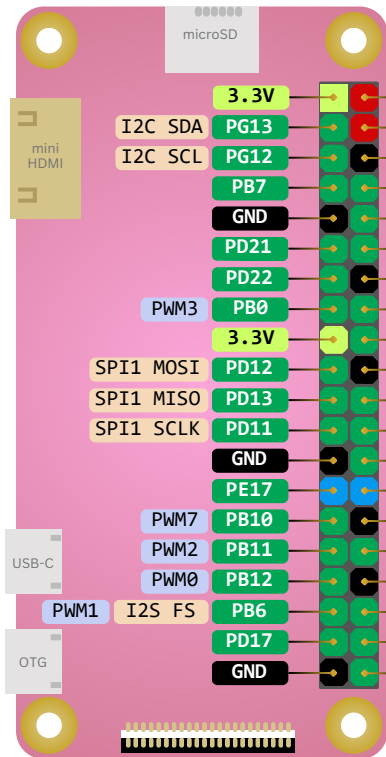 microSD
3.3V
I2C SDA PG13
mini
HDMI
I2C SCL PG12
PB7
GND
PD21
PD22
PWM3 PB0
3.3V
SPI1 MOSI PD12
SPI1 MISO PD13
SPI1 SCLK PD11
GND
PE17
PWM7 PB10
USB-C
PWM2 PB11
PWM0 PB12
PWM1 I2S FS PB6
PD17
OTG
GND